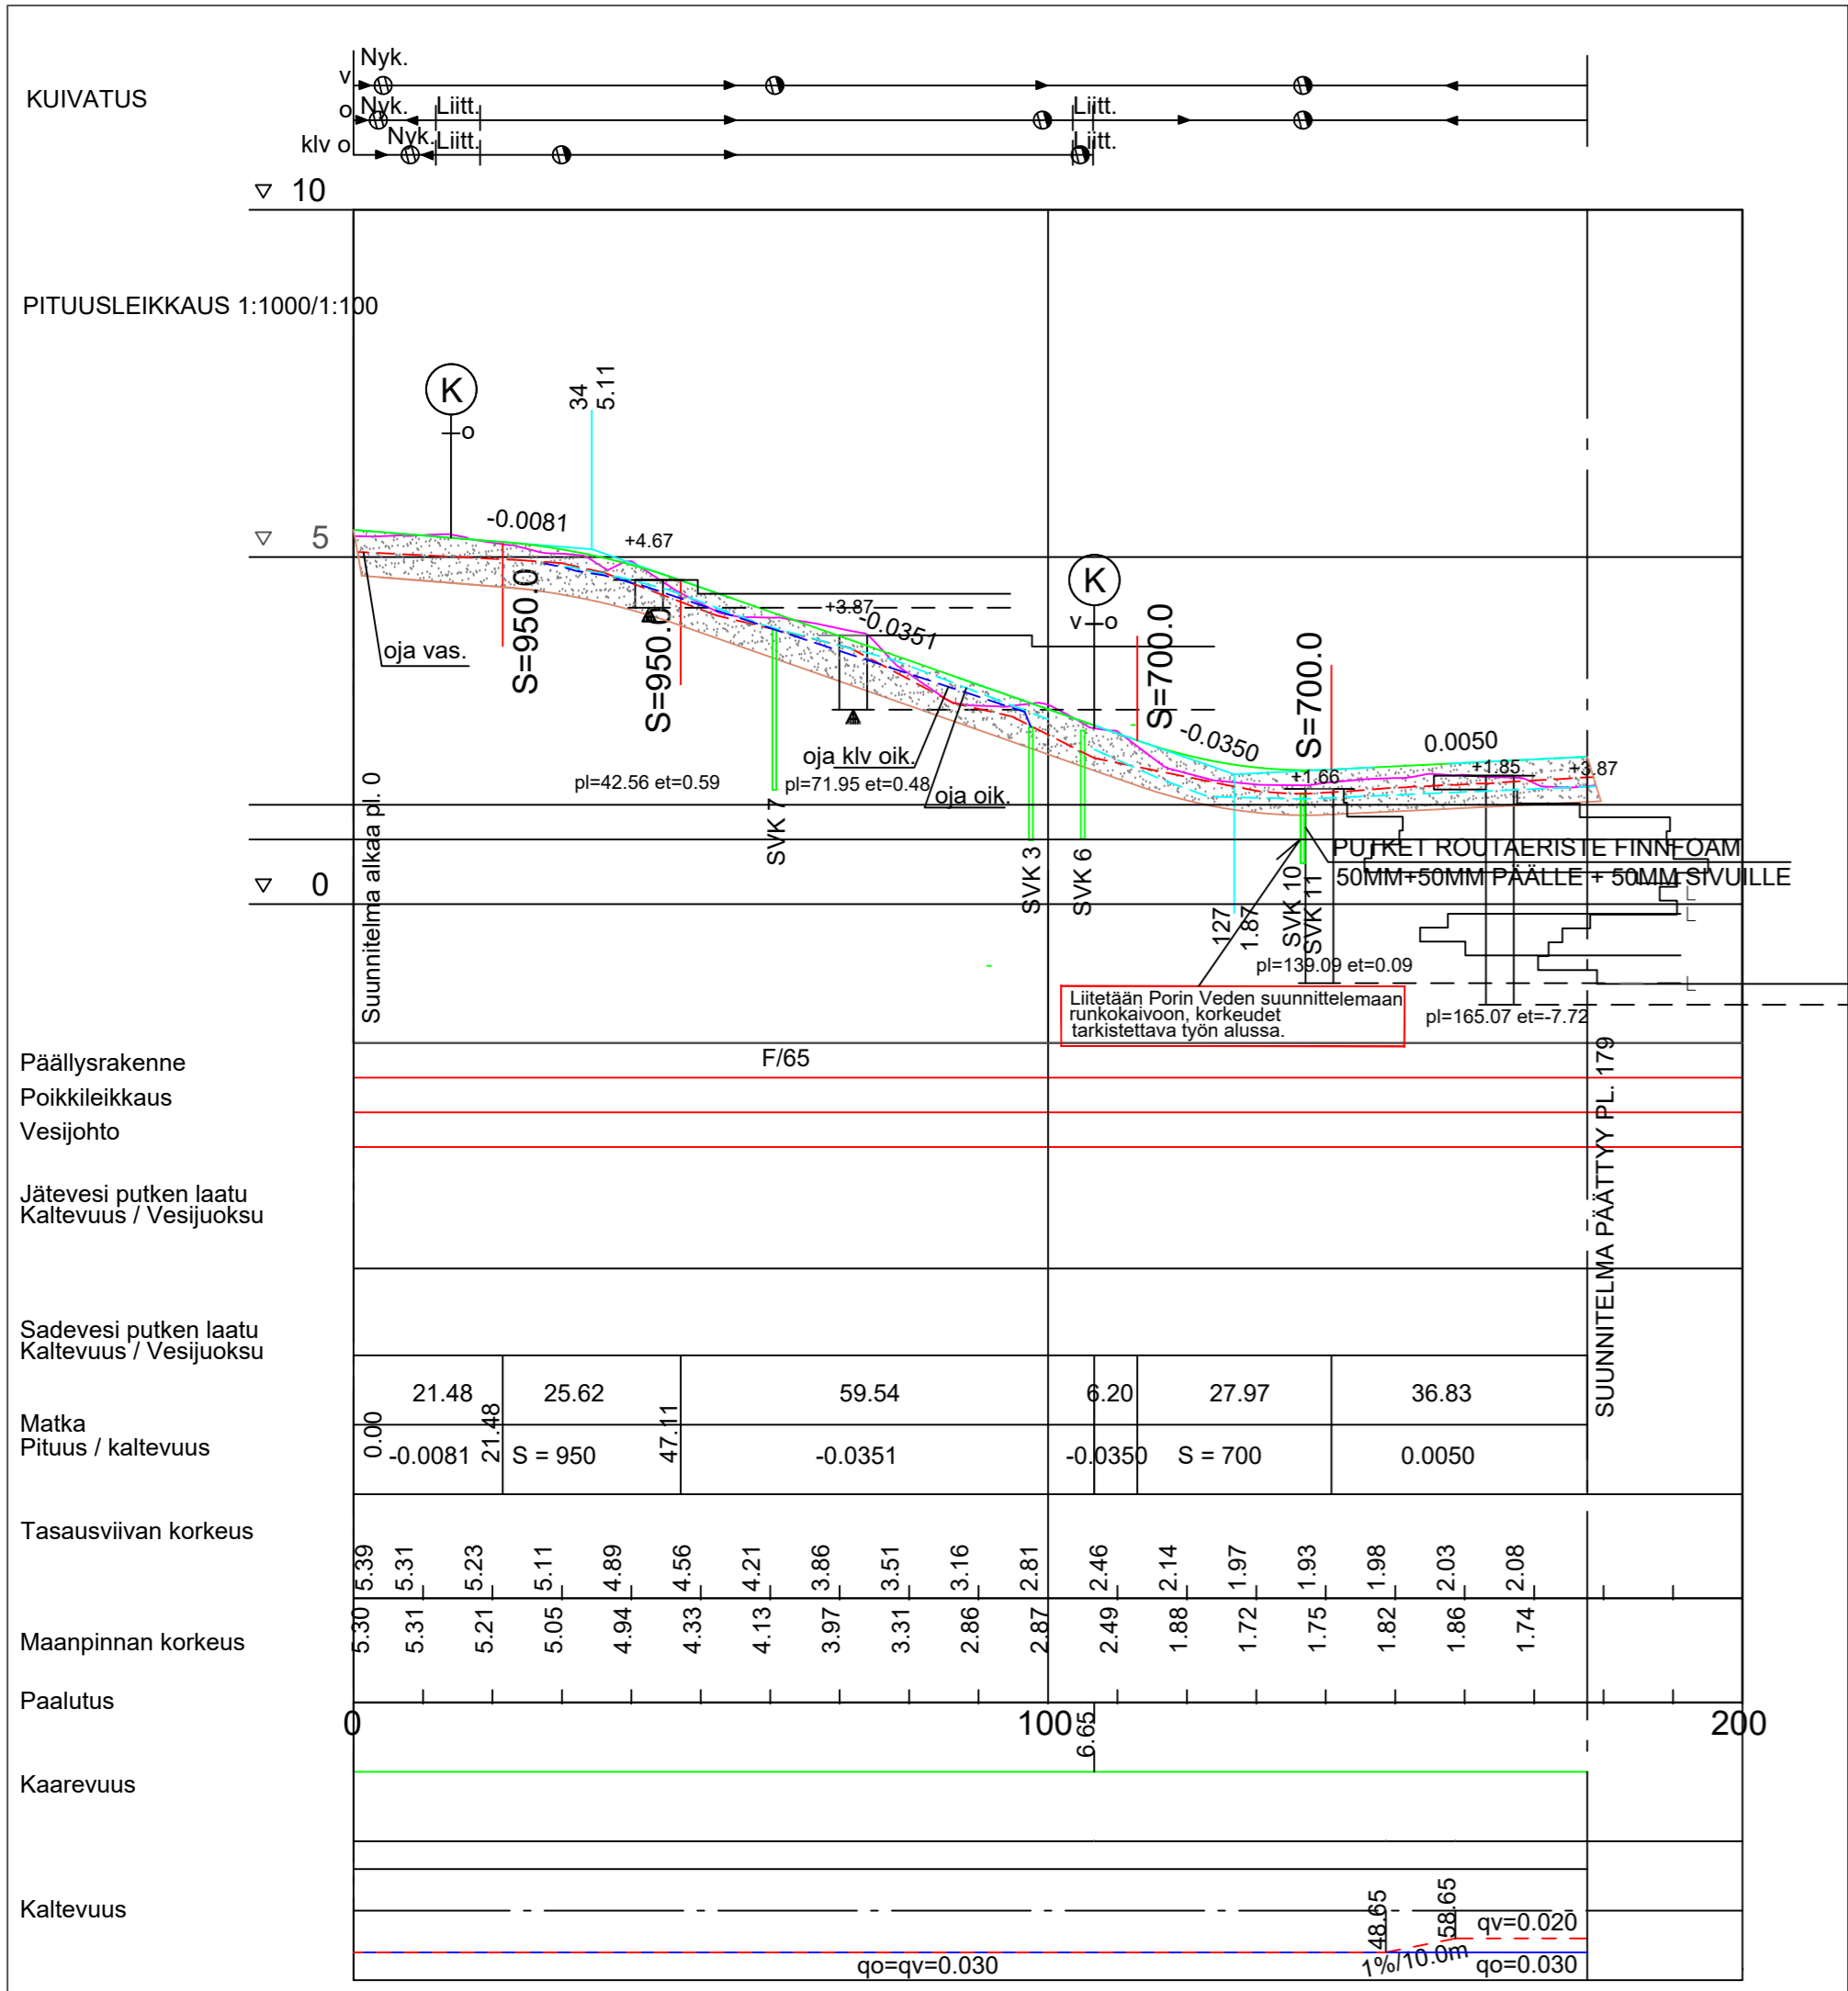 Nyk.
v
KUIVATUS
o
Nyk.
Liitt.
Liitt.
klv o
Nyk.
Liitt.
Liitt.
10
PITUUSLEIKKAUS 1:1000/1:100
K
o
34
5.11
-0.0081
+4.67
5
S=950.0
S=950.0
+3.87
-0.0351
K
v o
S=700.0
S=700.0
oja vas.
-0.0350
0.0050
+1.66
+1.85
+3.87
oja klv oik.
pl=42.56 et=0.59
pl=71.95 et=0.48
oja oik.
SVK 7
SVK 3
SVK 6
PUTKET ROUTAERISTE FINNFOAM
50MM+50MM PÄÄLLE + 50MM SIVUILLE
0
Suunnitelma alkaa pl. 0
127
1.87
SVK 10
SVK 11
pl=139.09 et=0.09
Liitetään Porin Veden suunnittelemaan
runkokaivoon, korkeudet
tarkistettava työn alussa.
pl=165.07 et=-7.72
SUUNNITELMA PÄÄTTYY PL. 179
Päällysrakenne
F/65
Poikkileikkaus
Vesijohto
Jätevesi putken laatu
Kaltevuus / Vesijuoksu
Sadevesi putken laatu
Kaltevuus / Vesijuoksu
21.48 25.62 59.54 6.20 27.97 36.83
Matka
Pituus / kaltevuus
0.00 21.48 47.11
-0.0081 S = 950 -0.0351 -0.0350 S = 700 0.0050
Tasausviivan korkeus
5.39 5.31 5.23 5.11 4.89 4.56 4.21 3.86 3.51 3.16 2.81 2.46 2.14 1.97 1.93 1.98 2.03 2.08
Maanpinnan korkeus
5.30 5.31 5.21 5.05 4.94 4.33 4.13 3.97 3.31 2.86 2.87 2.49 1.88 1.72 1.75 1.82 1.86 1.74
Paalutus
0 100 200
6.65
Kaarevuus
Kaltevuus
48.65
58.65
qv=0.020
1%/10.0m
qo=qv=0.030
qo=0.030